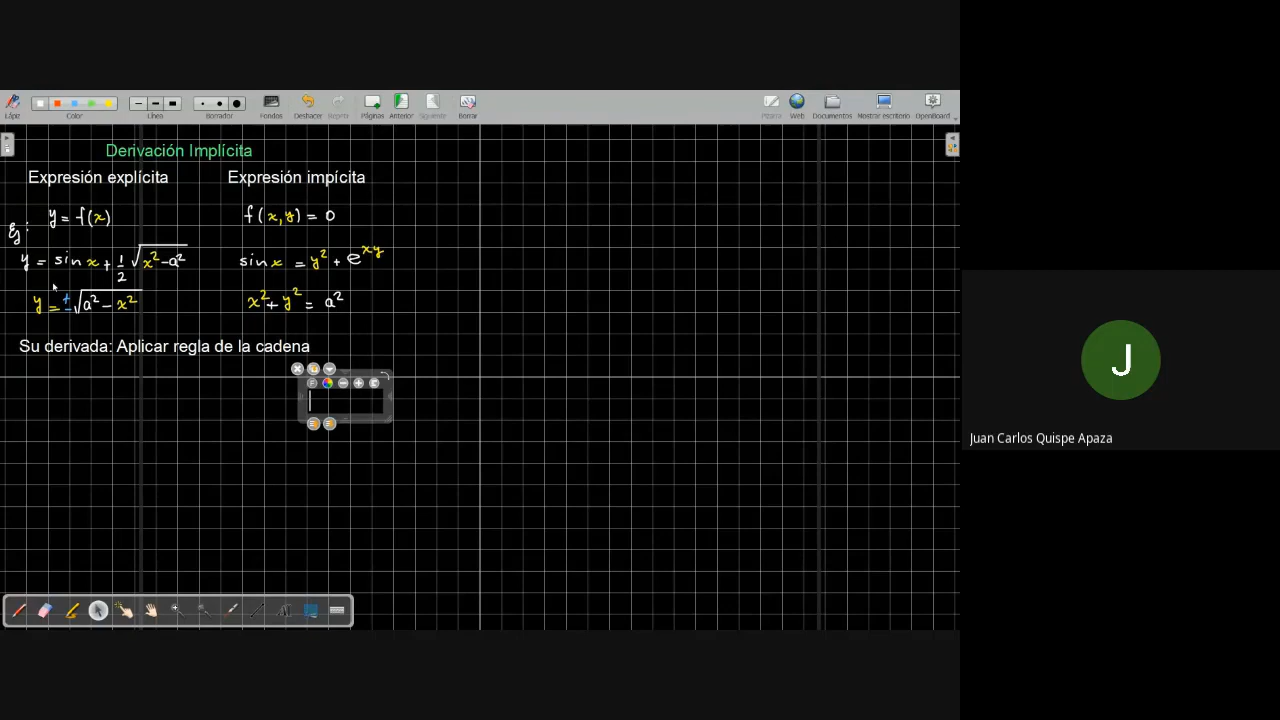 Lápiz Color Línea Borrador Fondos Deshacer Repetir Páginas Anterior Siguiente Borrar Pizarra Web Documentos Mostrar escritorio OpenBoard
Derivación Implícita
Expresión explícita Expresión impícita
y = f(x) f(x,y) = 0
Ej:
y = sin x + 1/2 √(x² - a²) sin x = y² + e^xy
y = ± √(a² - x²) x² + y² = a²
Su derivada: Aplicar regla de la cadena
J
Juan Carlos Quispe Apaza